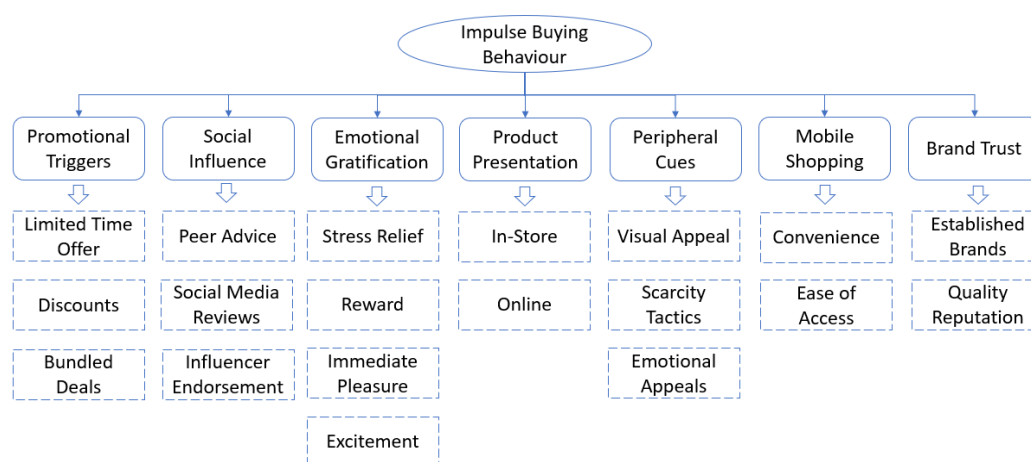 Impulse Buying
Behaviour
Promotional
Triggers
Social
Influence
Emotional
Gratification
Product
Presentation
Peripheral
Cues
Mobile
Shopping
Brand Trust
Limited Time
Offer
Peer Advice
Stress Relief
In-Store
Visual Appeal
Convenience
Established
Brands
Discounts
Social Media
Reviews
Reward
Online
Scarcity
Tactics
Ease of
Access
Quality
Reputation
Bundled
Deals
Influencer
Endorsement
Immediate
Pleasure
Emotional
Appeals
Excitement